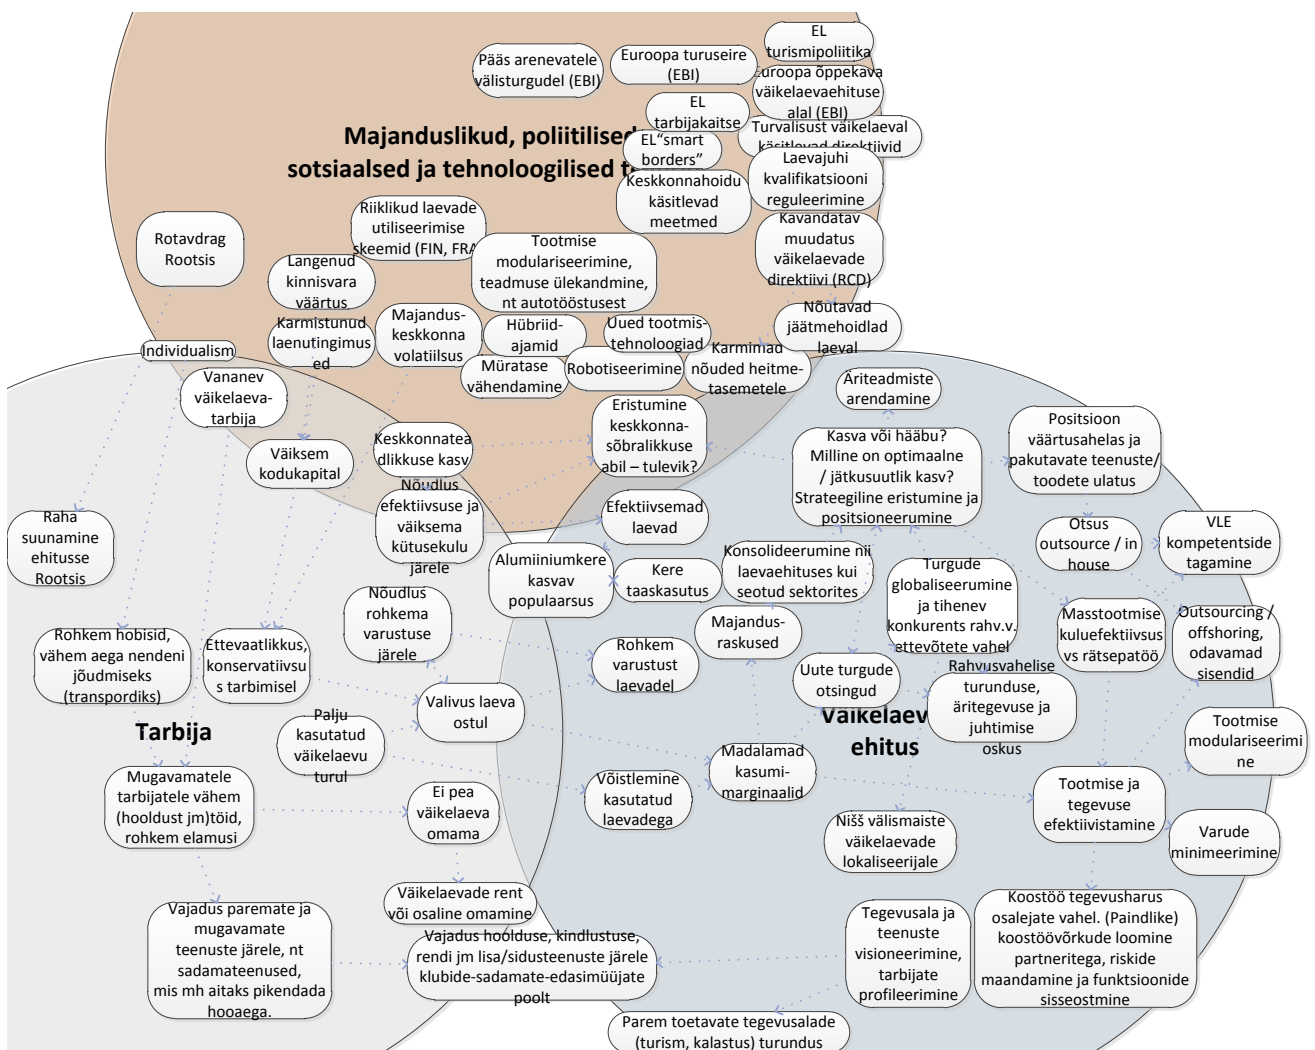 EL
turismipoliitika
Pääs arenevatele
välisturgudel (EBI)
Euroopa turuseire
(EBI)
Euroopa õppekava
väikelaevaehituse
alal (EBI)
EL
tarbijakaitse
Turvalisust väikelaeval
käsitlevad direktiivid
Majanduslikud, poliitilised
sotsiaalsed ja tehnoloogilised
EL“smart
borders”
Laevajuhi
kvalifikatsiooni
reguleerimine
Keskkonnahoidu
käsitlevad
meetmed
Riiklikud laevade
utiliseerimise
skeemid (FIN, FRA
Rotavdrag
Rootsis
Kavandatav
muudatus
väikelaevade
direktiivi (RCD)
Tootmise
modulariseerimine,
teadmuse ülekandmine,
nt autotööstusest
Langenud
kinnisvara
väärtus
Karmistunud
laenutingimus
ed
Majandus-
keskkonna
volatiilsus
Hübriid-
ajamid
Uued tootmis-
tehnoloogiad
Nõutavad
jäätmehoidlad
laeval
Individualism
Müratase
vähendamine
Robotiseerimine
Karmimad
nõuded heitme-
tasemetele
Vananev
väikelaeva-
tarbija
Äriteadmiste
arendamine
Väiksem
kodukapital
Keskkonnatea
dlikkuse kasv
Eristumine
keskkonna-
sõbralikkuse
abil – tulevik?
Kasva või hääbu?
Milline on optimaalne
/ jätkusuutlik kasv?
Strateegiline eristumine ja
positsioneerumine
Positsioon
väärtusahelas ja
pakutavate teenuste/
toodete ulatus
Raha
suunamine
ehitusse
Rootsis
Nõudlus
efektiivsuse ja
väiksema
kütusekulu
järele
Efektiivsemad
laevad
Otsus
outsource / in
house
VLE
kompetentside
tagamine
Alumiiniumkere
kasvav
populaarsus
Kere
taaskasutus
Konsolideerumine nii
laevaehituses kui
seotud sektorites
Turgude
globaliseerumine
ja tihenev
konkurents rahv.v.
ettevõtete vahel
Nõudlus
rohkema
varustuse
järele
Majandus-
raskused
Masstootmise
kuluefektiivsus
vs rätsepatöö
Outsourcing /
offshoring,
odavamad
sisendid
Rohkem hobisid,
vähem aega nendeni
jõudmiseks
(transpordiks)
Ettevaatlikkus,
konservatiivsu
s tarbimisel
Rohkem
varustust
laevadel
Uute turgude
otsingud
Rahvusvahelise
turunduse,
äritegevuse ja
juhtimise
oskus
Valivus laeva
ostul
Tarbija
Palju
kasutatud
väikelaevu
turul
Väikelaev
ehitus
Tootmise
modulariseerimi
ne
Mugavamatele
tarbijatele vähem
(hooldust jm)töid,
rohkem elamusi
Ei pea
väikelaeva
omama
Võistlemine
kasutatud
laevadega
Madalamad
kasumi-
marginaalid
Tootmise ja
tegevuse
efektiivistamine
Nišš välismaiste
väikelaevade
lokaliseerijale
Varude
minimeerimine
Väikelaevade rent
või osaline omamine
Vajadus paremate ja
mugavamate
teenuste järele, nt
sadamateenused,
mis mh aitaks pikendada
hooaega.
Vajadus hoolduse, kindlustuse,
rendi jm lisa/sidusteenuste järele
klubide-sadamate-edasimüüjate
poolt
Tegevusala ja
teenuste
visioneerimine,
tarbijate
profileerimine
Koostöö tegevusharus
osalejate vahel. (Paindlike)
koostöövõrkude loomine
partneritega, riskide
maandamine ja funktsioonide
sisseostmine
Parem toetavate tegevusalade
(turism, kalastus) turundus